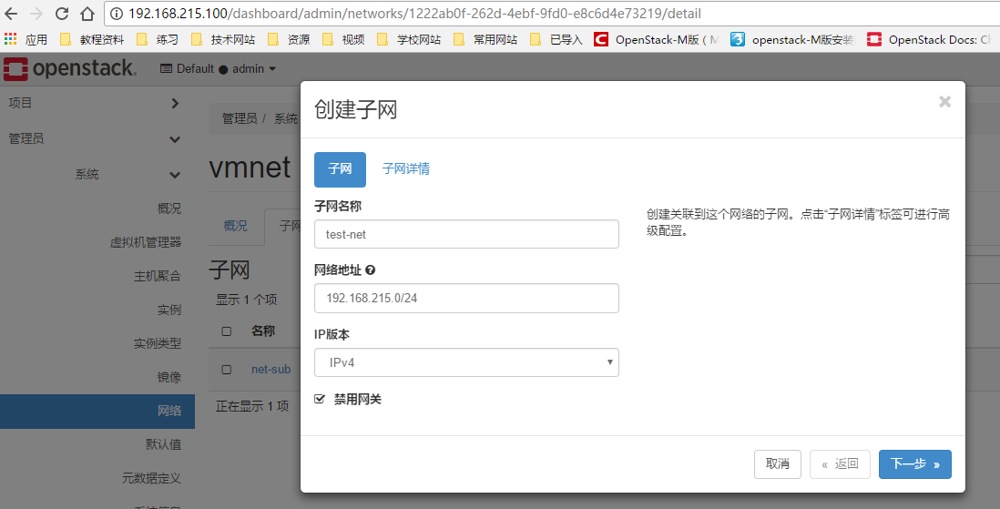 192.168.215.100/dashboard/admin/networks/1222ab0f-262d-4ebf-9fd0-e8c6d4e73219/detail
应用 教程资料 练习 技术网站 资源 视频 学校网站 常用网站 已导入 OpenStack-M版 ( openstack-M版安装 OpenStack Docs:
openstack. Default admin
项目
管理员
系统
概况
虚拟机管理器
主机聚合
实例
实例类型
镜像
网络
默认值
元数据定义
管理员 / 系统
vmnet
概况 子网
子网
显示 1 个项
名称
net-sub
正在显示 1 项
创建子网 ×
子网 子网详情
子网名称
test-net
创建关联到这个网络的子网。点击“子网详情”标签可进行高
级配置。
网络地址
192.168.215.0/24
IP版本
IPv4
禁用网关
取消 « 返回 下一步 »